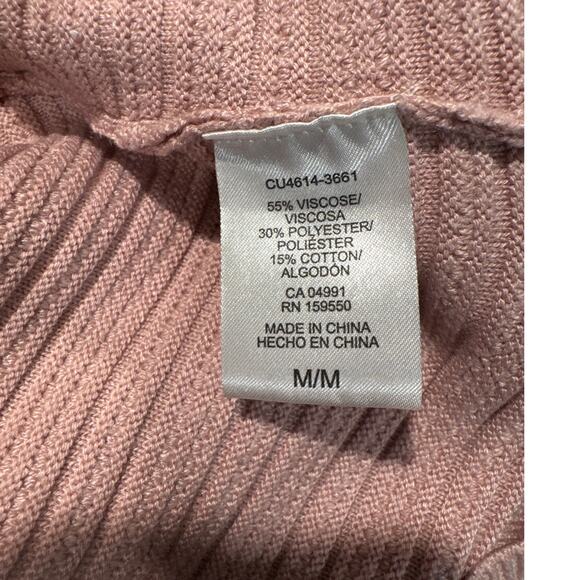 CU4614-3661
55% VISCOSE/
VISCOSA
30% POLYESTER/
POLIÉSTER
15% COTTON/
ALGODÓN
CA 04991
RN 159550
MADE IN CHINA
HECHO EN CHINA
M/M